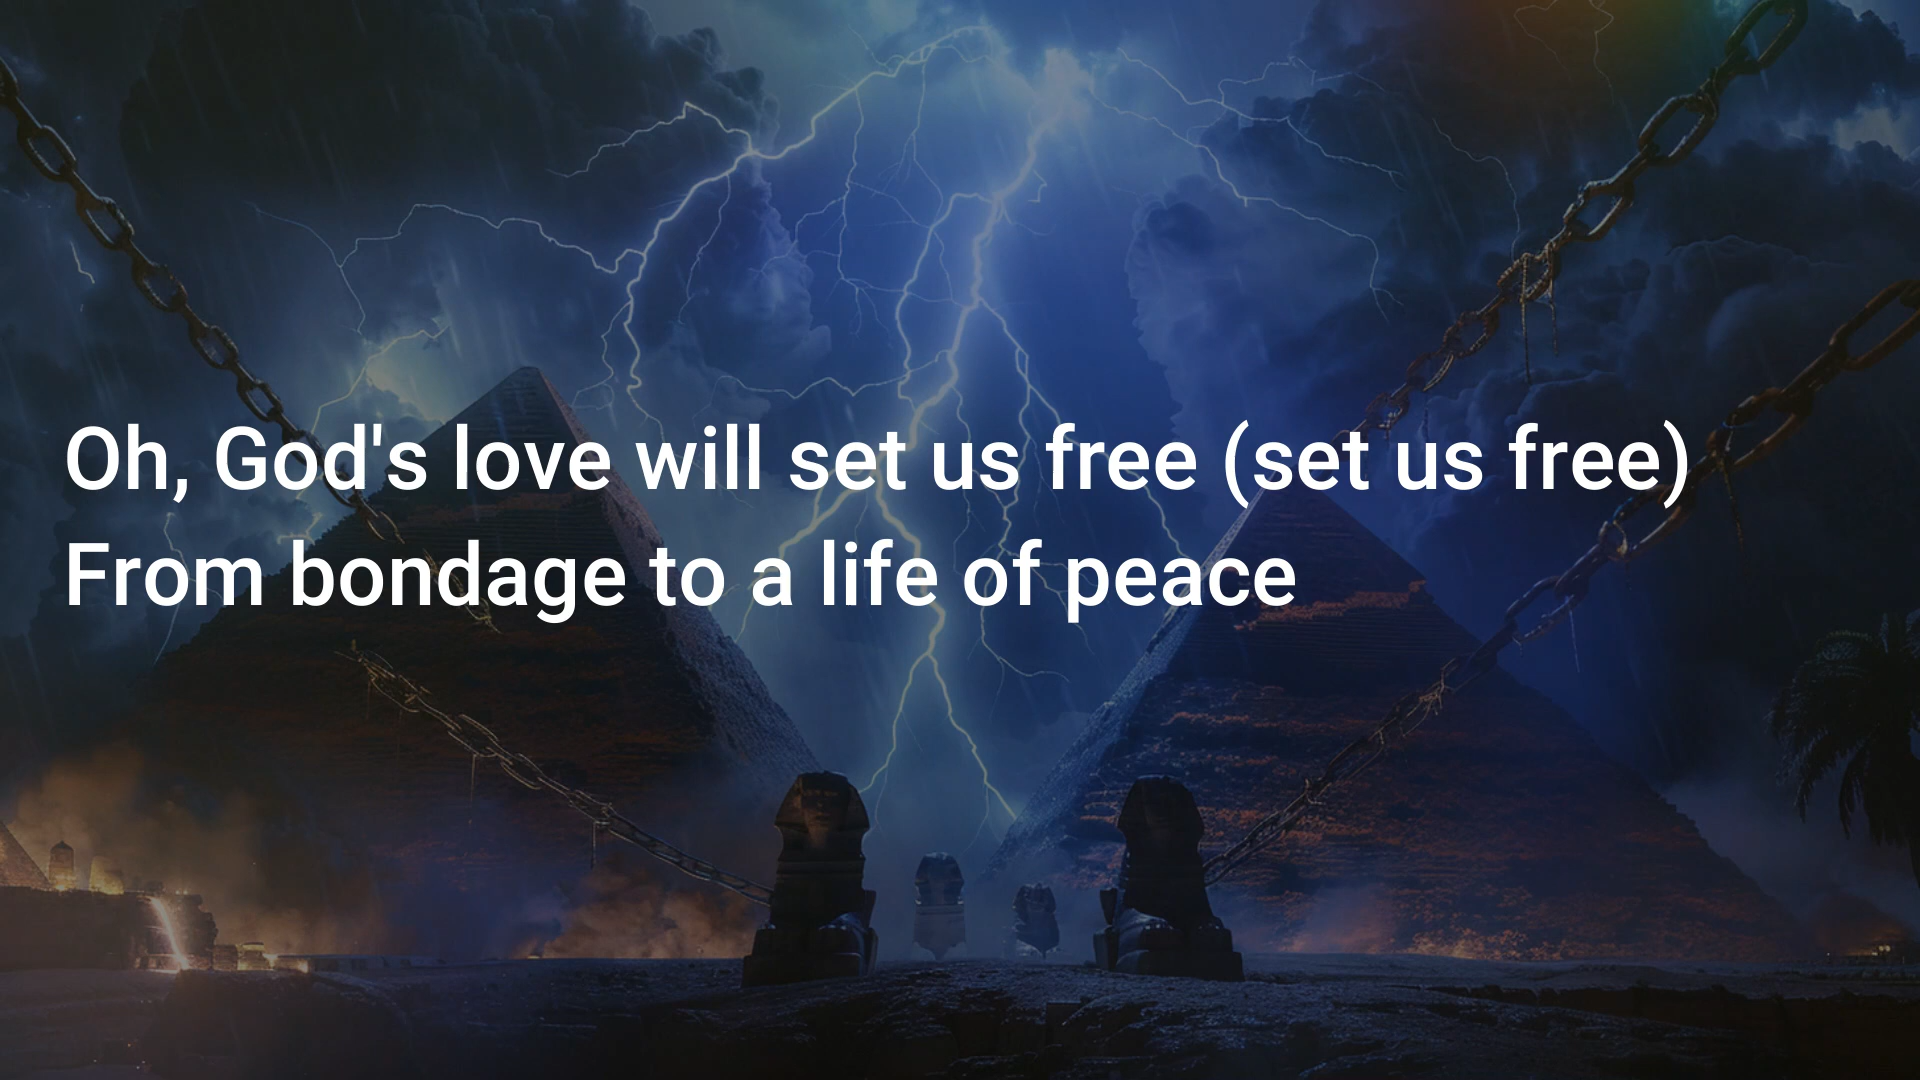 Oh, God's love will set us free (set us free)
From bondage to a life of peace